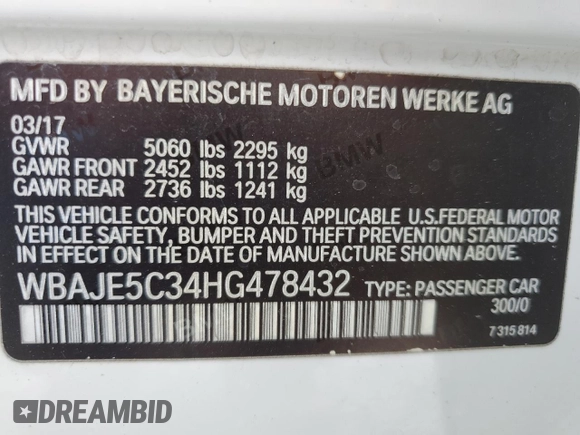 MFD BY BAYERISCHE MOTOREN WERKE AG
03/17
GVWR 5060 lbs 2295 kg
GAWR FRONT 2452 lbs 1112 kg
GAWR REAR 2736 lbs 1241 kg
THIS VEHICLE CONFORMS TO ALL APPLICABLE U.S.FEDERAL MOTOR
VEHICLE SAFETY, BUMPER AND THEFT PREVENTION STANDARDS
IN EFFECT ON THE DATE OF MANUFACTURE SHOWN ABOVE.
WBAJE5C34HG478432 TYPE: PASSENGER CAR
300/0
7 315 814
BMW
DREAMBID